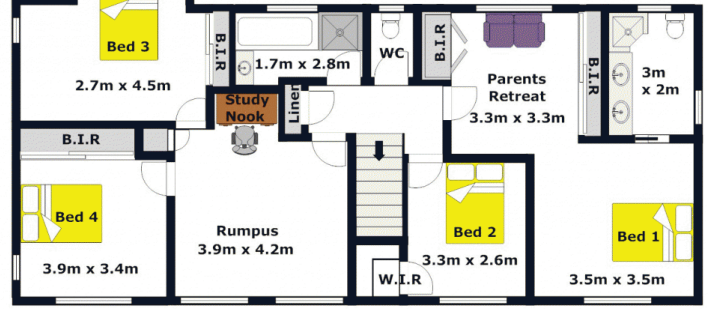 Bed 3
2.7m x 4.5m
B.I.R
1.7m x 2.8m
WC
B.I.R
Parents
Retreat
3.3m x 3.3m
B.I.R
3m
x 2m
Study
Nook
Linen
B.I.R
Bed 4
3.9m x 3.4m
Rumpus
3.9m x 4.2m
Bed 2
3.3m x 2.6m
W.I.R
Bed 1
3.5m x 3.5m